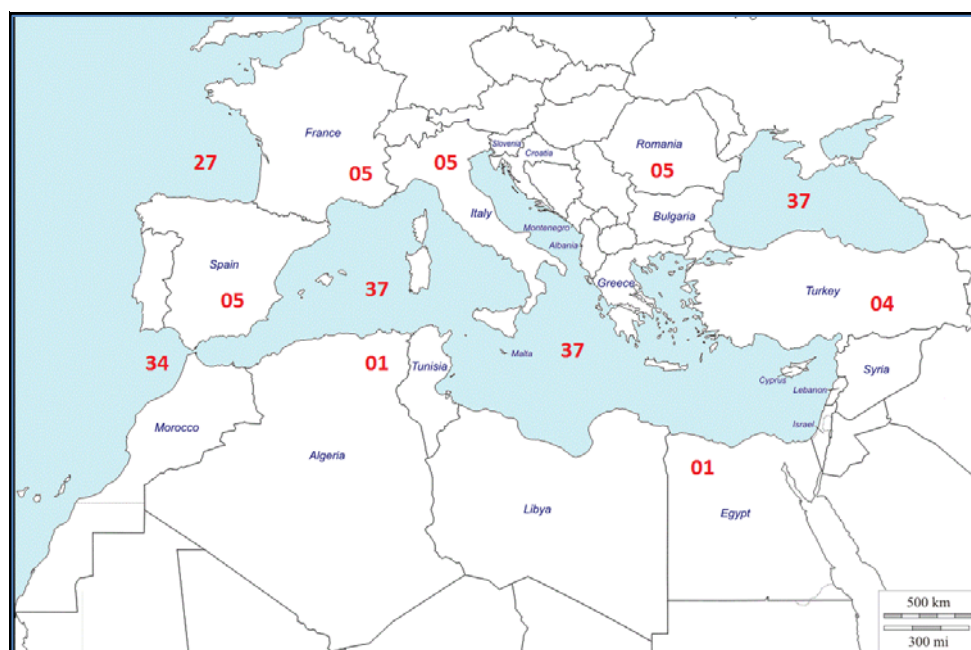 France
Slovenia
Croatia
Romania
27
05
05
05
37
Italy
Bulgaria
Montenegro
Albania
Spain
Greece
Turkey
05
37
04
34
37
01
Tunisia
Malta
Cyprus
Lebanon
Syria
Israel
Morocco
Algeria
01
Libya
Egypt
500 km
300 mi